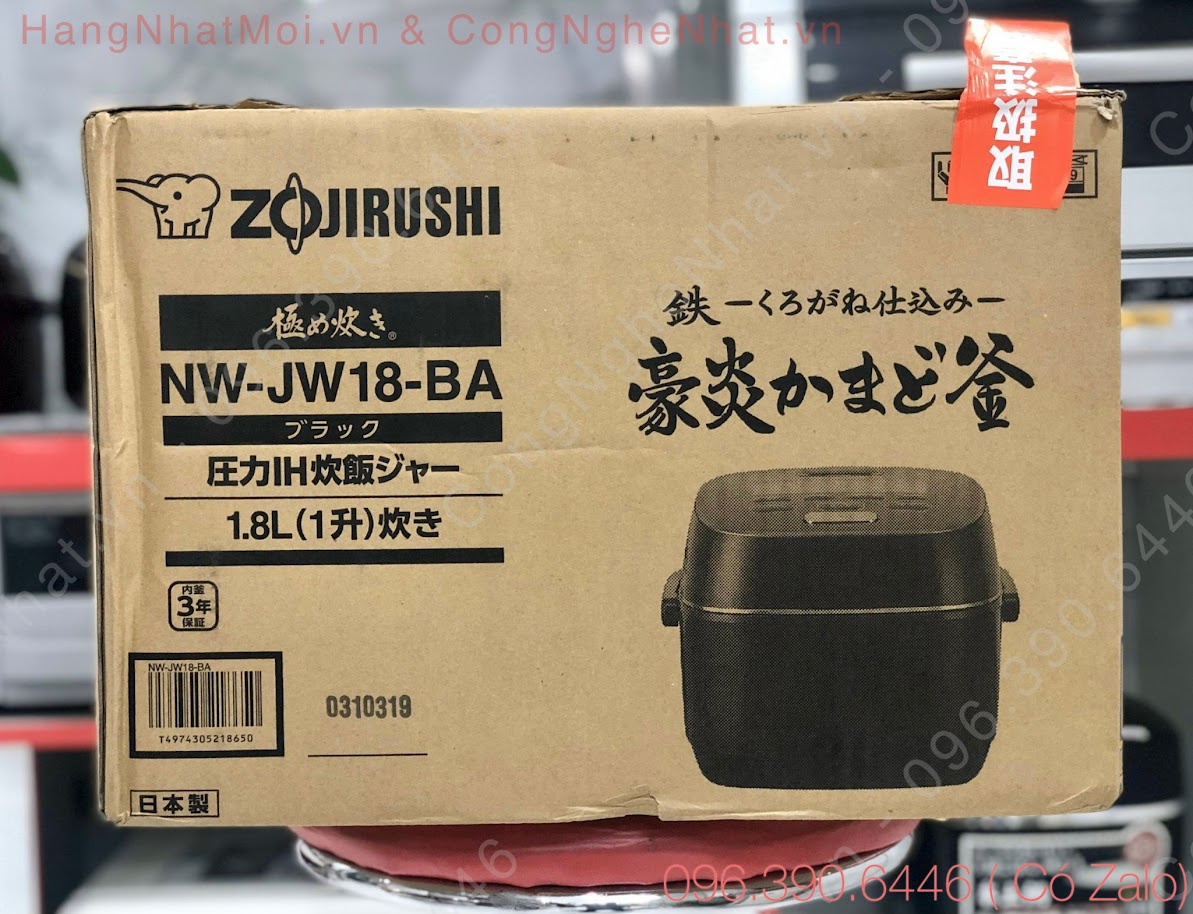 HangNhatMoi.vn & CongNgheNhat.vn
取扱注意
ZOJIRUSHI
極め炊き®
NW-JW18-BA
ブラック
圧力IH炊飯ジャー
1.8L(1升)炊き
内釜
3年
保証
NW-JW18-BA
T4974305218650
0310319
日本製
鉄 ーくろがね仕込みー
豪炎かまど釜
096.390.6446 ( Có Zalo)